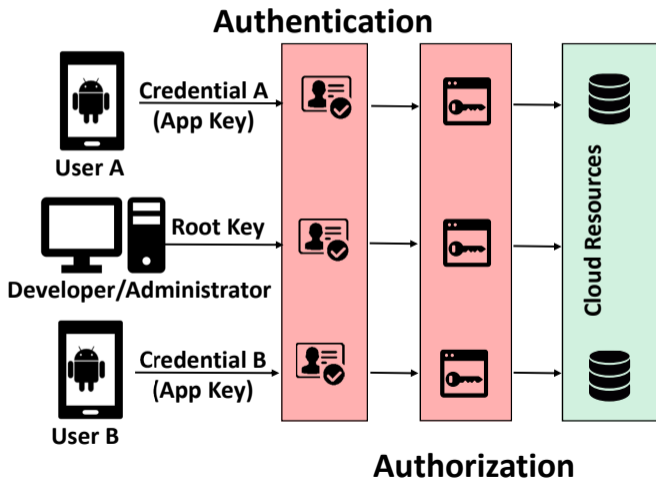 Authentication
Credential A
(App Key)
User A
Root Key
Developer/Administrator
Credential B
(App Key)
User B
Cloud Resources
Authorization